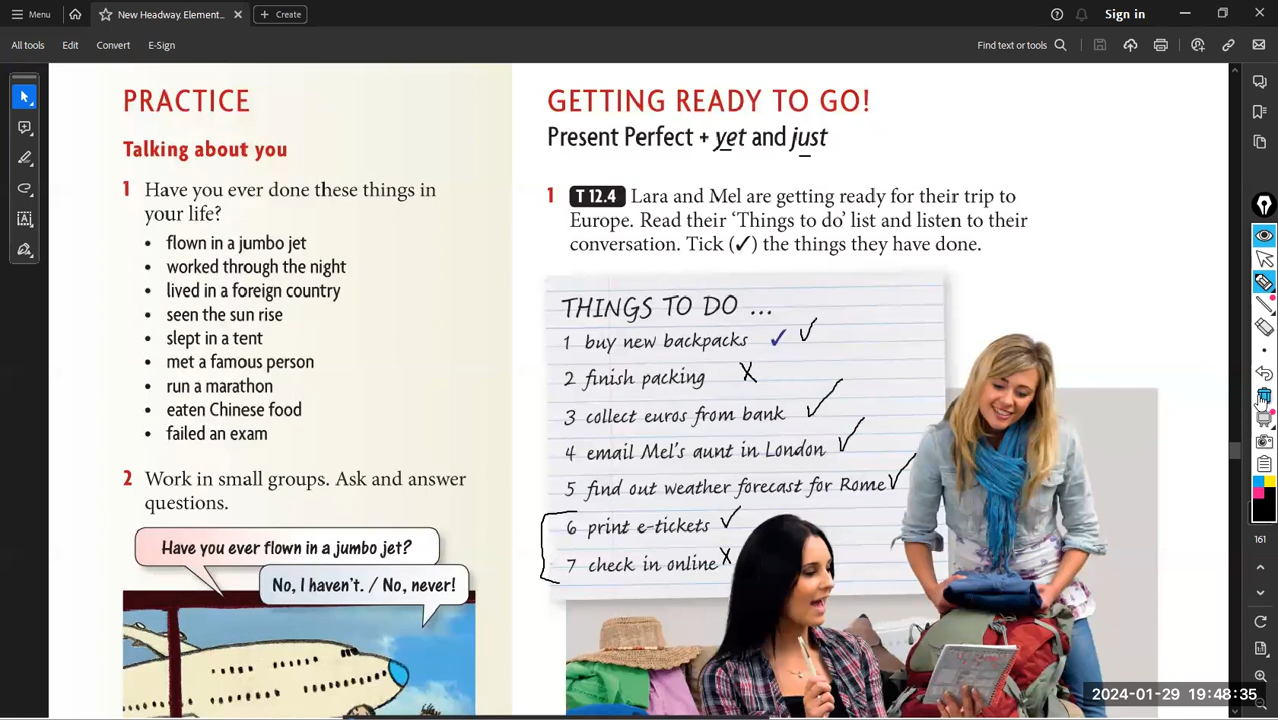 Menu
New Headway. Element...
Create
Sign in
All tools
Edit
Convert
E-Sign
Find text or tools
PRACTICE
Talking about you
1 Have you ever done these things in
your life?
• flown in a jumbo jet
• worked through the night
• lived in a foreign country
• seen the sun rise
• slept in a tent
• met a famous person
• run a marathon
• eaten Chinese food
• failed an exam
2 Work in small groups. Ask and answer
questions.
Have you ever flown in a jumbo jet?
No, I haven't. / No, never!
GETTING READY TO GO!
Present Perfect + yet and just
1 T 12.4 Lara and Mel are getting ready for their trip to
Europe. Read their 'Things to do' list and listen to their
conversation. Tick (✓) the things they have done.
THINGS TO DO ...
1 buy new backpacks ✓ ✓
2 finish packing X
3 collect euros from bank ✓
4 email Mel's aunt in London ✓
5 find out weather forecast for Rome ✓
6 print e-tickets ✓
7 check in online X
161
2024-01-29 19:48:35